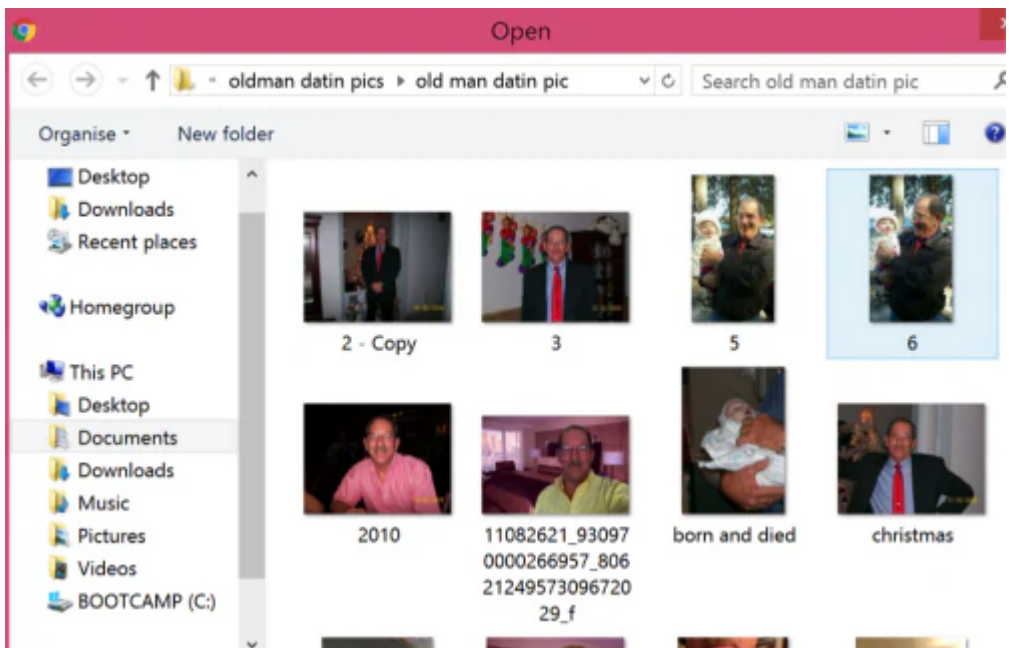 Open
oldman datin pics
old man datin pic
Search old man datin pic
Organise
New folder
Desktop
Downloads
Recent places
Homegroup
This PC
Desktop
Documents
Downloads
Music
Pictures
Videos
BOOTCAMP (C:)
2 - Copy
3
5
6
2010
11082621_93097
0000266957_806
21249573096720
29_f
born and died
christmas